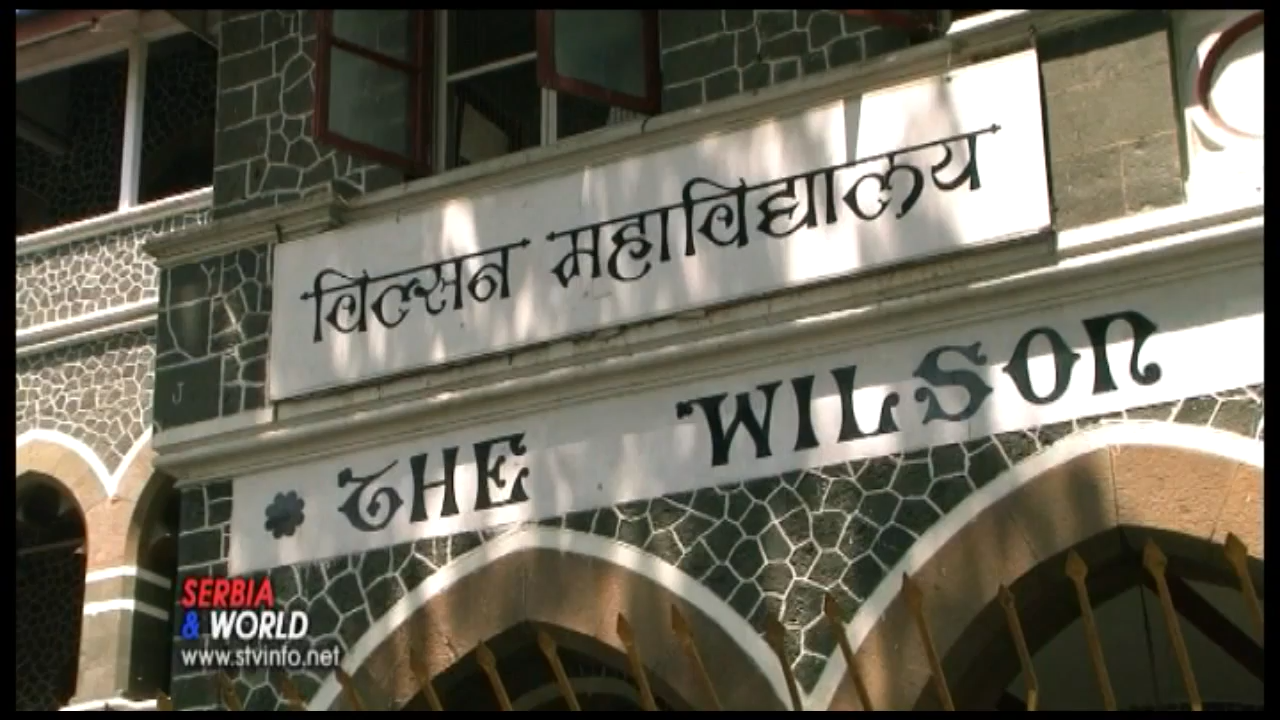 विल्सन महाविद्यालय
THE WILSON
J
SERBIA
& WORLD
www.stvinfo.net